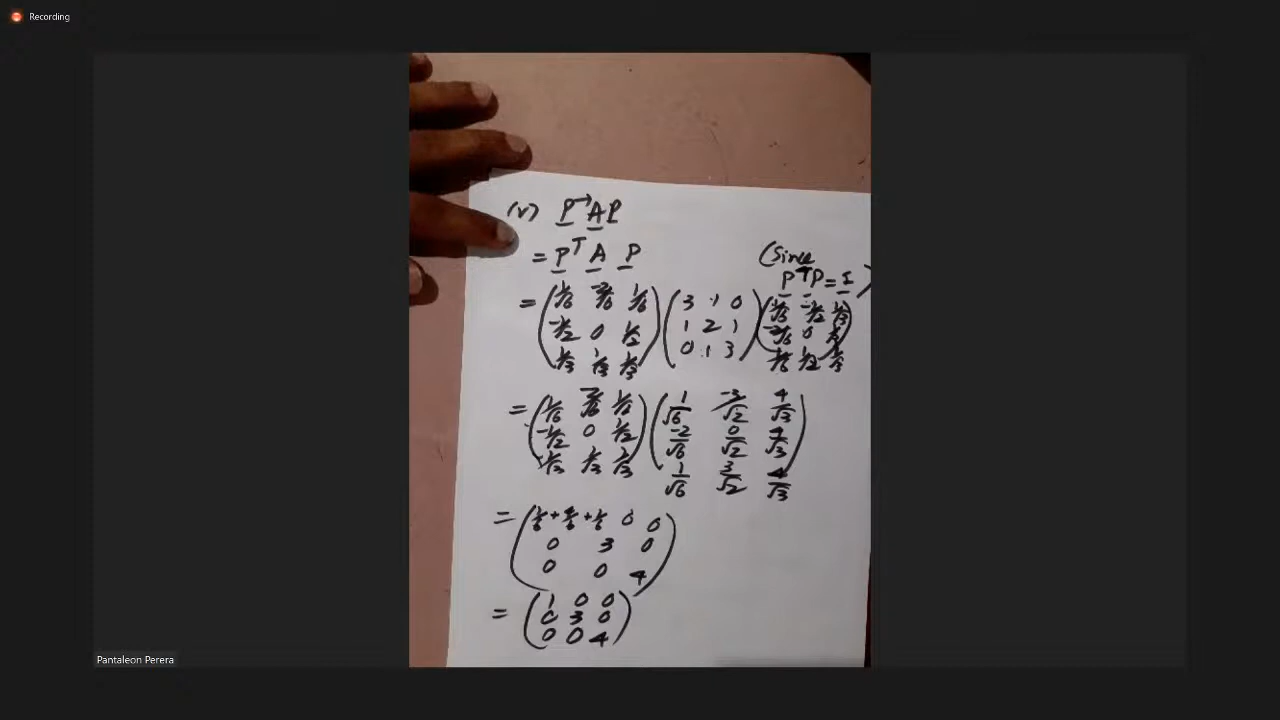 Recording
(v) P⁻¹AP
= Pᵀ A P
(Since
PᵀP = I)
= (1/√6 -2/√6 1/√6) (3 1 0) (1/√6 -1/√2 1/√3)
(-1/√2 0 1/√2) (1 2 1) (-2/√6 0 1/√3)
(1/√3 1/√3 1/√3) (0 1 3) (1/√6 1/√2 1/√3)
= (1/√6 -2/√6 1/√6) (1/√6 -3/√2 4/√3)
(-1/√2 0 1/√2) (-2/√6 0/√2 4/√3)
(1/√3 1/√3 1/√3) (1/√6 3/√2 4/√3)
= (1/6 + 4/6 + 1/6 0 0)
(0 3 0)
(0 0 4)
= (1 0 0)
(0 3 0)
(0 0 4)
Pantaleon Perera